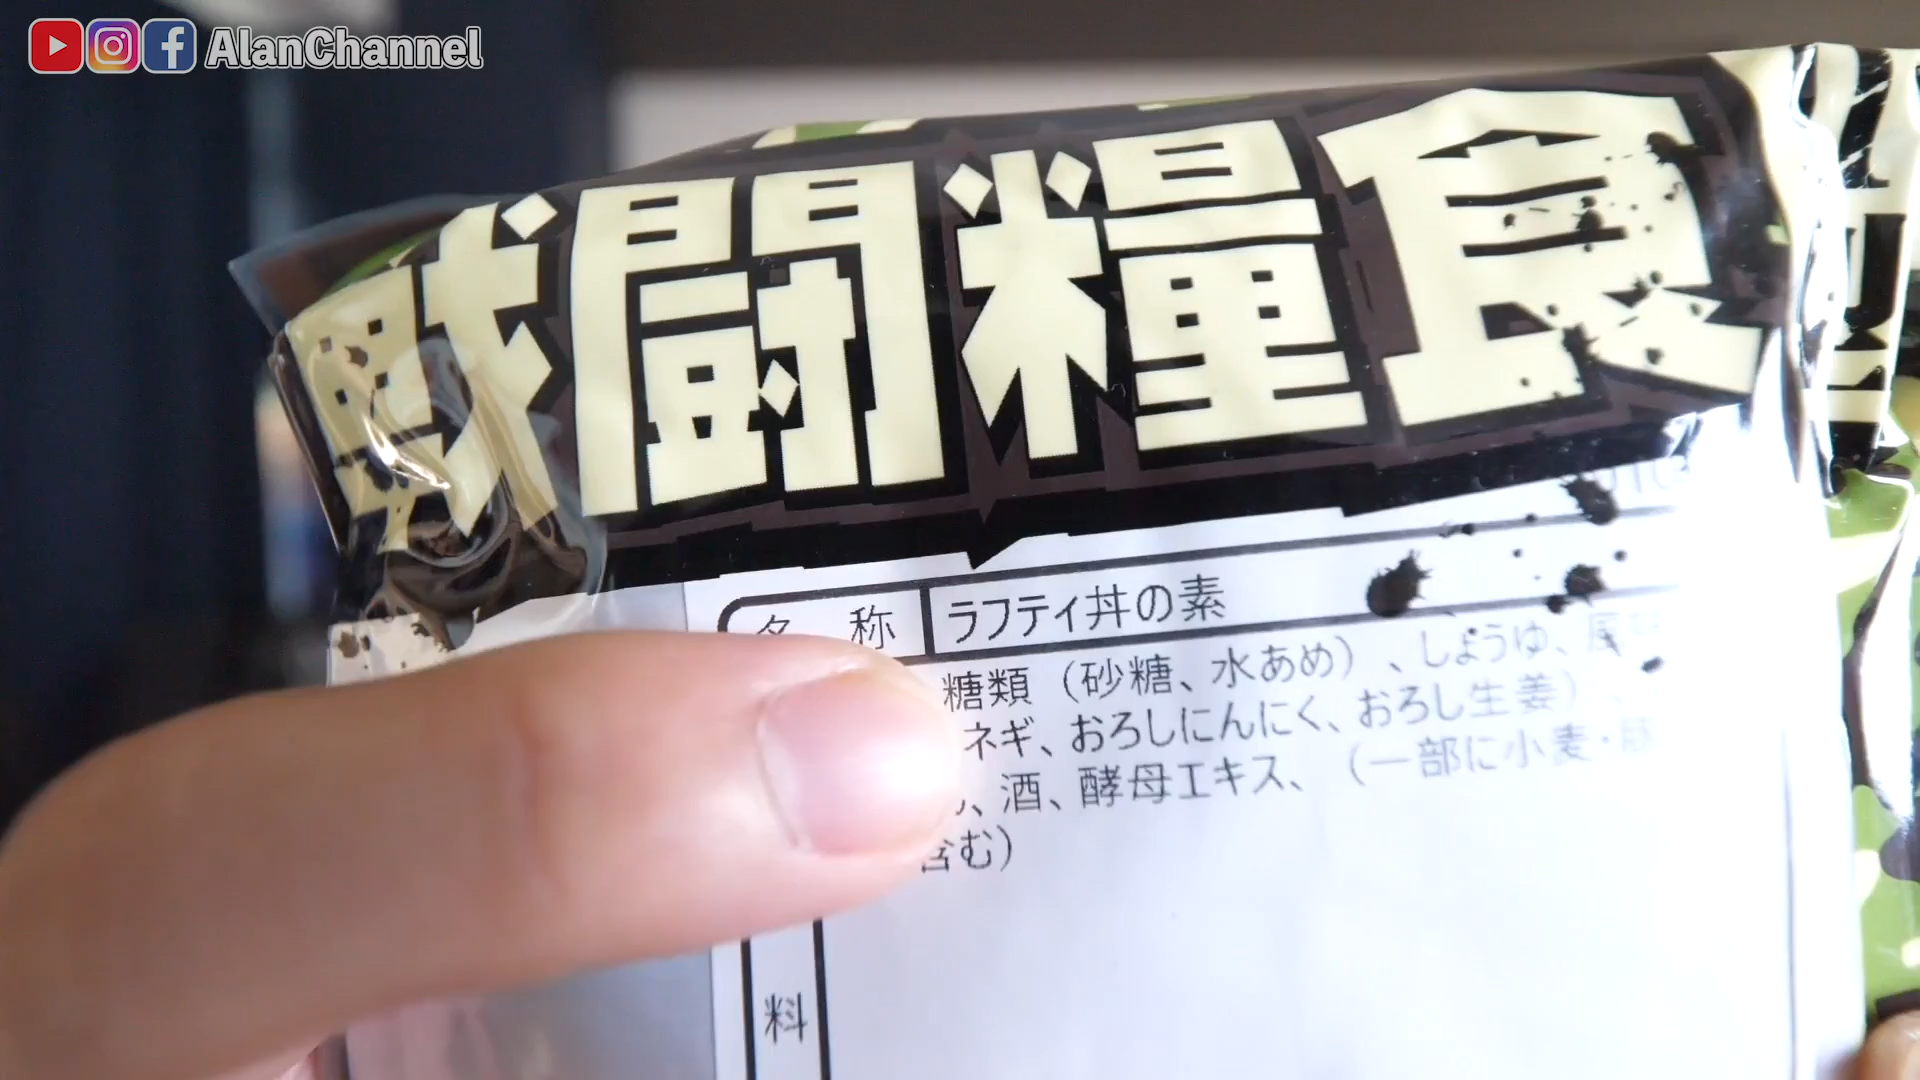 AlanChannel
戦闘糧食
名 称 ラフティ丼の素
糖類（砂糖、水あめ）、しょうゆ、
ネギ、おろしにんにく、おろし生姜）、
、酒、酵母エキス、（一部に小麦・豚
含む）
料